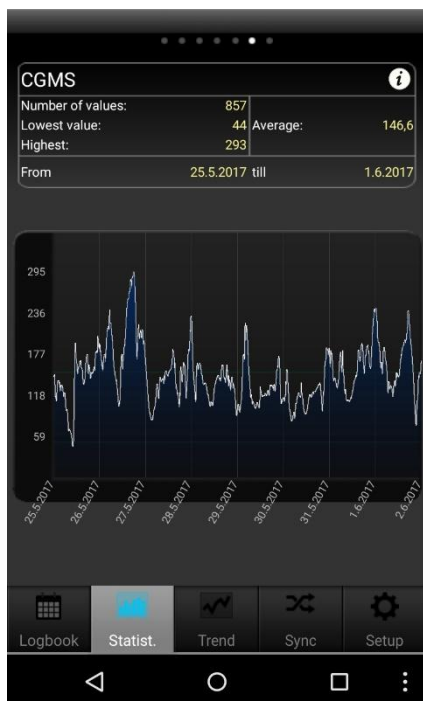 CGMS
Number of values: 857
Lowest value: 44 Average: 146,6
Highest: 293
From 25.5.2017 till 1.6.2017
295
236
177
118
59
25.5.2017 26.5.2017 27.5.2017 28.5.2017 29.5.2017 30.5.2017 31.5.2017 1.6.2017 2.6.2017
Logbook Statist. Trend Sync Setup